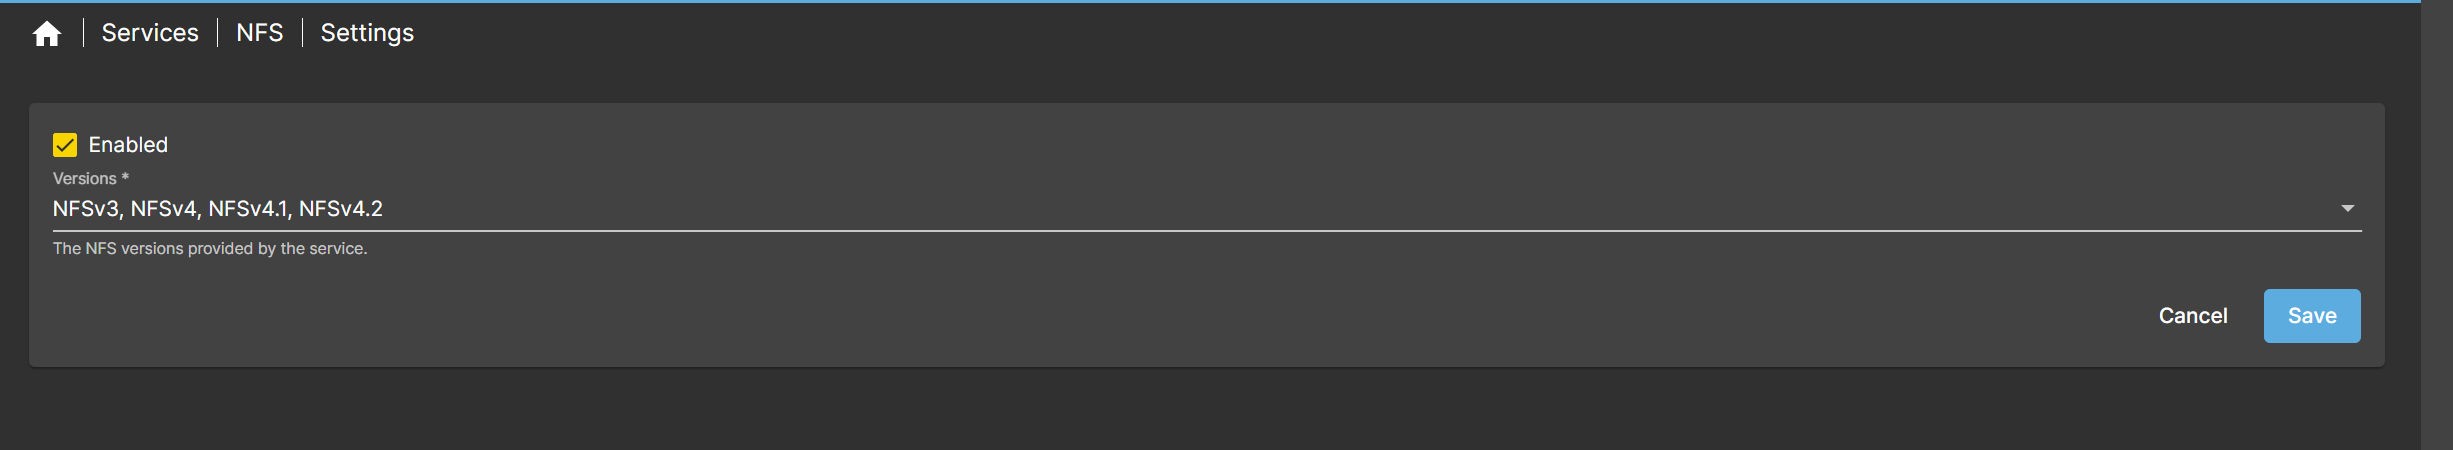 Services | NFS | Settings
Enabled
Versions *
NFSv3, NFSv4, NFSv4.1, NFSv4.2
The NFS versions provided by the service.
Cancel Save